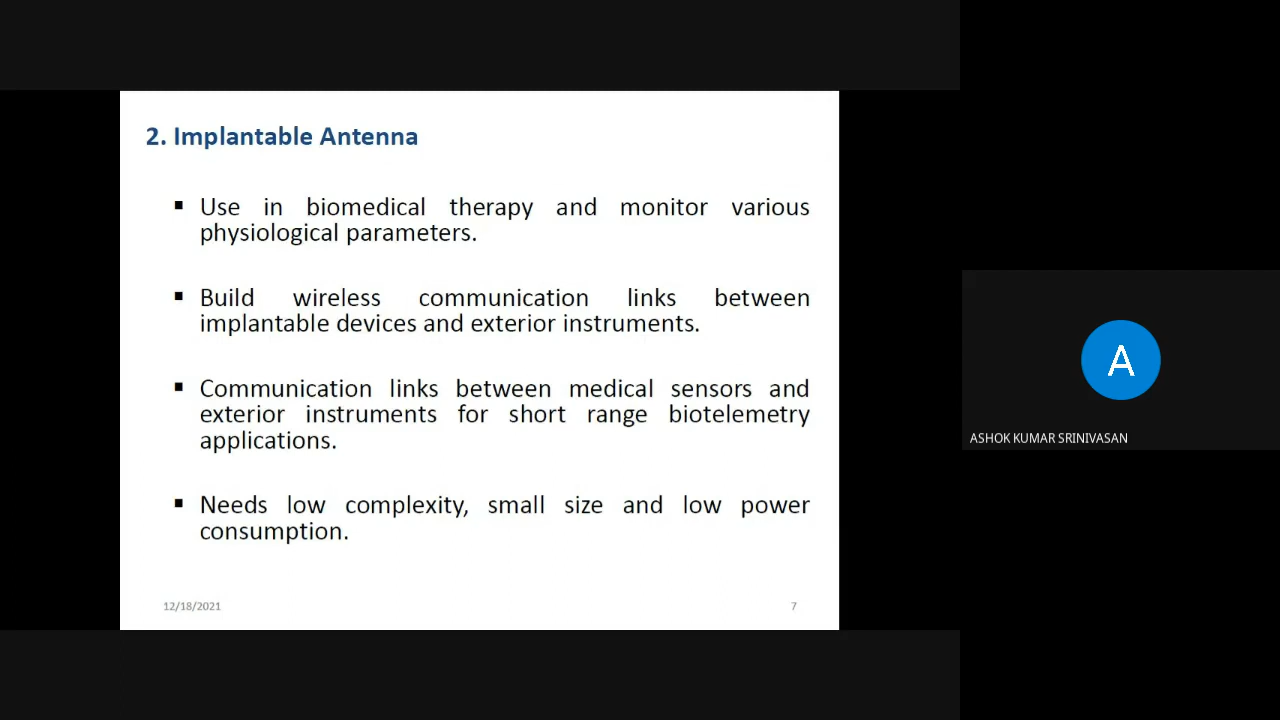 2. Implantable Antenna
▪ Use in biomedical therapy and monitor various
physiological parameters.
▪ Build wireless communication links between
implantable devices and exterior instruments.
▪ Communication links between medical sensors and
exterior instruments for short range biotelemetry
applications.
▪ Needs low complexity, small size and low power
consumption.
12/18/2021
7
A
ASHOK KUMAR SRINIVASAN